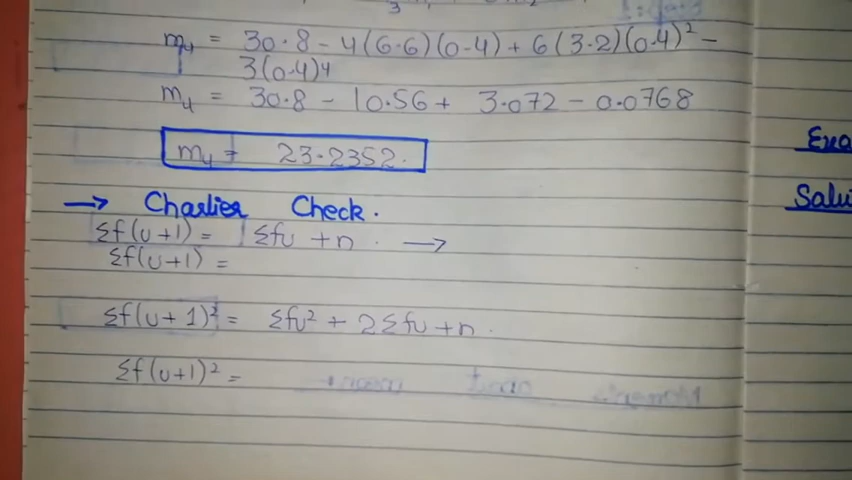 3
m₄ = 30.8 - 4(6.6)(0.4) + 6(3.2)(0.4)² -
3(0.4)⁴
m₄ = 30.8 - 10.56 + 3.072 - 0.0768
m₄ = 23.2352.
→ Charlier Check.
Σf(u+1) = Σfu + n. →
Σf(u+1) =
Σf(u+1)² = Σfu² + 2Σfu+n.
Σf(u+1)² =
Exa
Solu